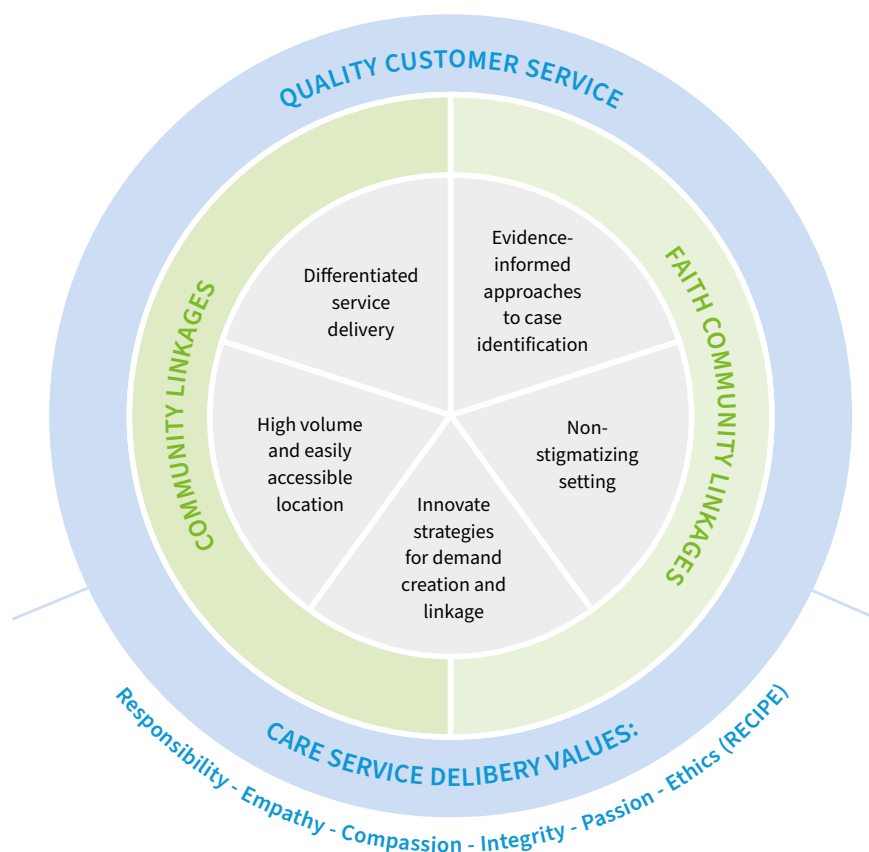 QUALITY CUSTOMER SERVICE
COMMUNITY LINKAGES
FAITH COMMUNITY LINKAGES
Differentiated
service
delivery
Evidence-
informed
approaches
to case
identification
High volume
and easily
accessible
location
Non-
stigmatizing
setting
Innovate
strategies
for demand
creation and
linkage
CARE SERVICE DELIBERY VALUES:
Responsibility - Empathy - Compassion - Integrity - Passion - Ethics (RECIPE)